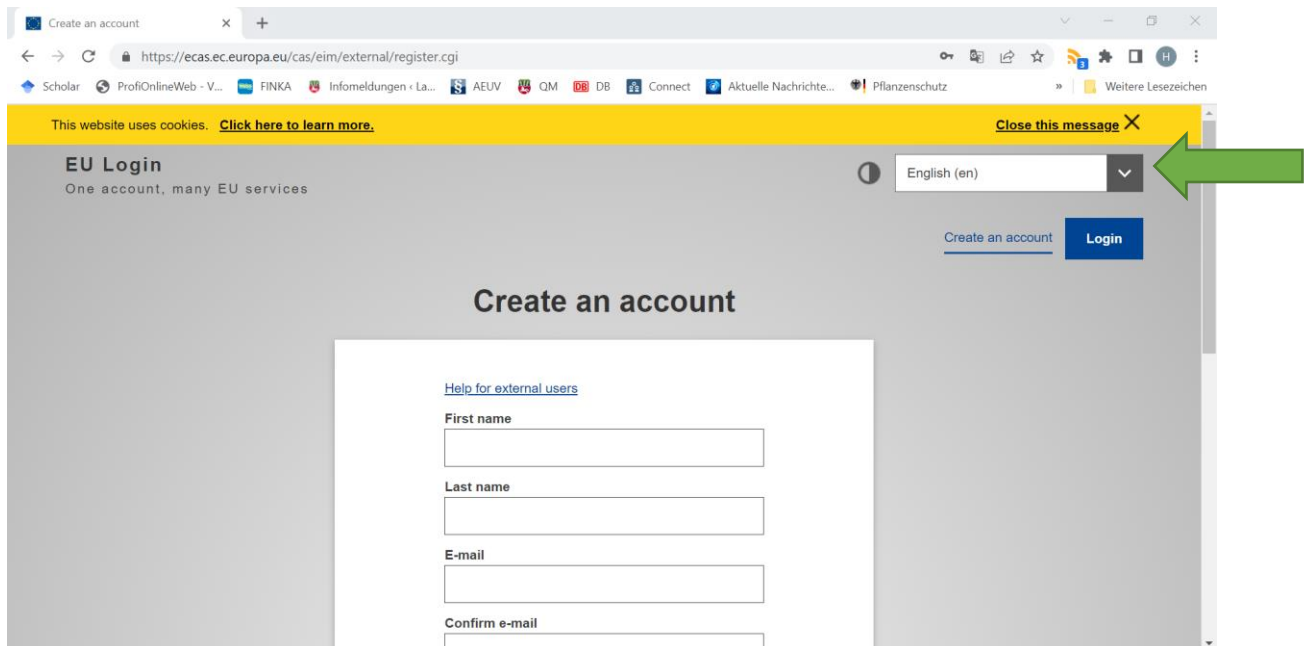 Create an account
https://ecas.ec.europa.eu/cas/eim/external/register.cgi
3
H
Scholar ProfiOnlineWeb - V... FINKA Infomeldungen ‹ La... AEUV QM DB DB Connect Aktuelle Nachrichte... Pflanzenschutz » Weitere Lesezeichen
This website uses cookies. Click here to learn more. Close this message
EU Login
One account, many EU services
English (en)
Create an account Login
Create an account
Help for external users
First name
Last name
E-mail
Confirm e-mail